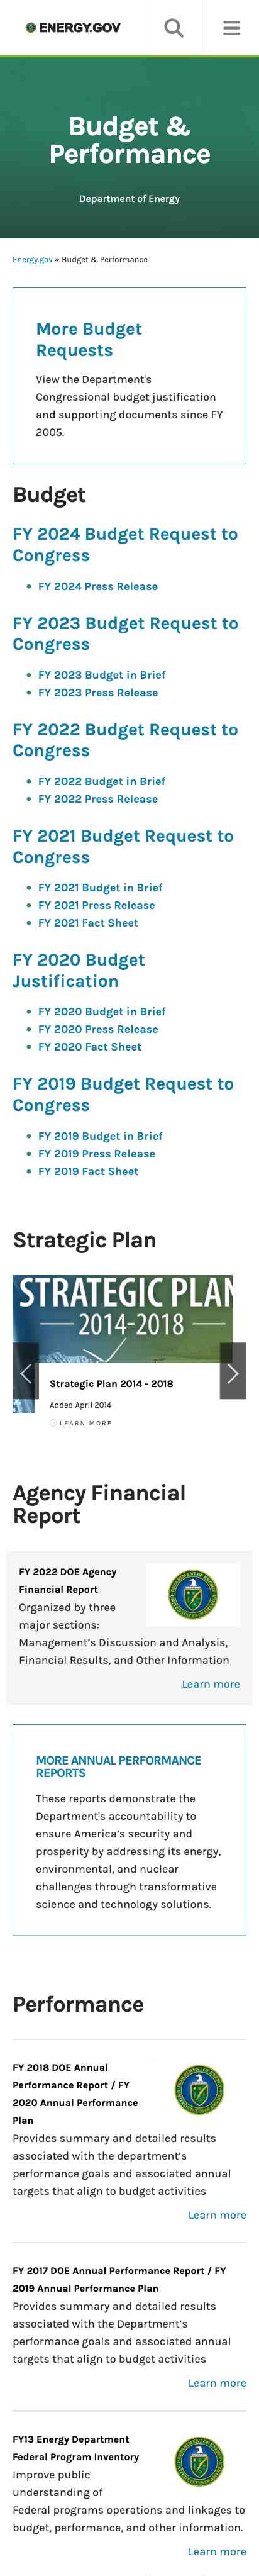 ENERGY.GOV
Budget &
Performance
Department of Energy
Energy.gov » Budget & Performance
More Budget
Requests
View the Department's
Congressional budget justification
and supporting documents since FY
2005.
Budget
FY 2024 Budget Request to
Congress
• FY 2024 Press Release
FY 2023 Budget Request to
Congress
• FY 2023 Budget in Brief
• FY 2023 Press Release
FY 2022 Budget Request to
Congress
• FY 2022 Budget in Brief
• FY 2022 Press Release
FY 2021 Budget Request to
Congress
• FY 2021 Budget in Brief
• FY 2021 Press Release
• FY 2021 Fact Sheet
FY 2020 Budget
Justification
• FY 2020 Budget in Brief
• FY 2020 Press Release
• FY 2020 Fact Sheet
FY 2019 Budget Request to
Congress
• FY 2019 Budget in Brief
• FY 2019 Press Release
• FY 2019 Fact Sheet
Strategic Plan
STRATEGIC PLAN
2014-2018
Strategic Plan 2014 - 2018
Added April 2014
LEARN MORE
Agency Financial
Report
FY 2022 DOE Agency
Financial Report
Organized by three
major sections:
Management's Discussion and Analysis,
Financial Results, and Other Information
Learn more
MORE ANNUAL PERFORMANCE
REPORTS
These reports demonstrate the
Department's accountability to
ensure America's security and
prosperity by addressing its energy,
environmental, and nuclear
challenges through transformative
science and technology solutions.
Performance
FY 2018 DOE Annual
Performance Report / FY
2020 Annual Performance
Plan
Provides summary and detailed results
associated with the department's
performance goals and associated annual
targets that align to budget activities
Learn more
FY 2017 DOE Annual Performance Report / FY
2019 Annual Performance Plan
Provides summary and detailed results
associated with the Department's
performance goals and associated annual
targets that align to budget activities
Learn more
FY13 Energy Department
Federal Program Inventory
Improve public
understanding of
Federal programs operations and linkages to
budget, performance, and other information.
Learn more